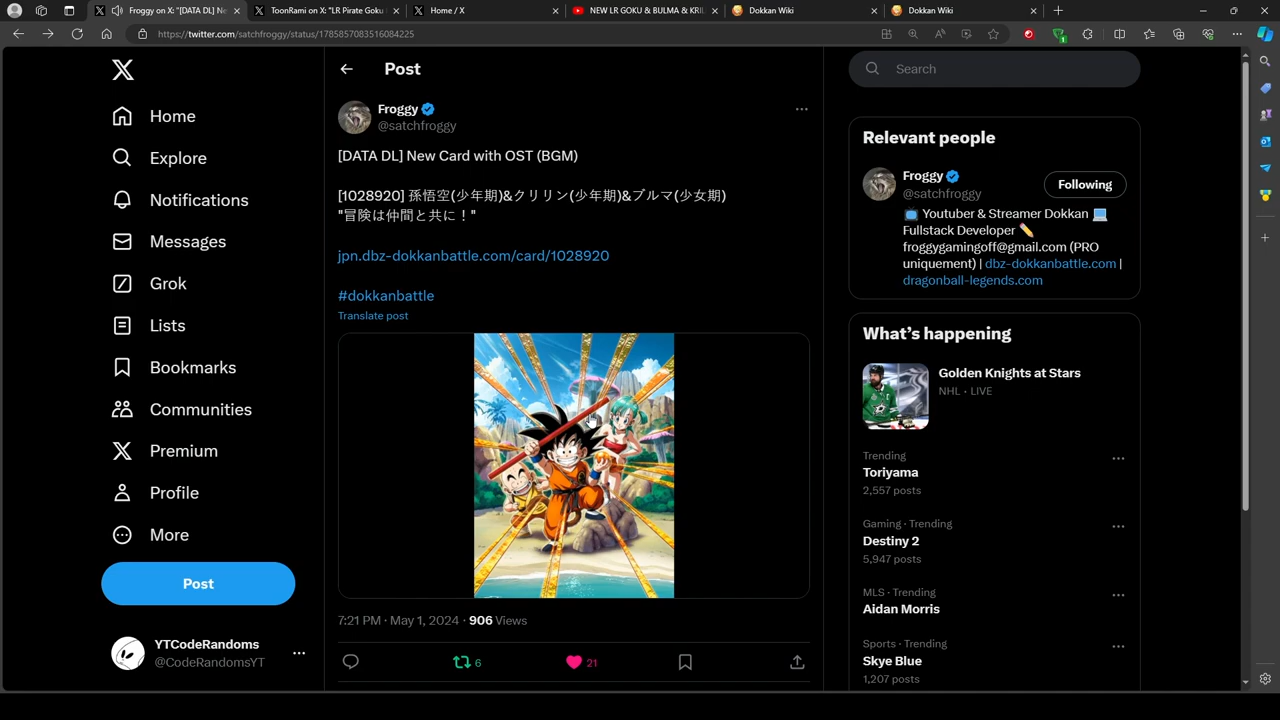 Froggy on X: "[DATA DL] Ne
ToonRami on X: "LR Pirate Goku
Home / X
NEW LR GOKU & BULMA & KRI
Dokkan Wiki
Dokkan Wiki
https://twitter.com/satchfroggy/status/1785857083516084225
Home
Explore
Notifications
Messages
Grok
Lists
Bookmarks
Communities
Premium
Profile
More
Post
YTCodeRandoms
@CodeRandomsYT
Post
Froggy
@satchfroggy
[DATA DL] New Card with OST (BGM)
[1028920] 孫悟空(少年期)&クリリン(少年期)&ブルマ(少女期)
"冒険は仲間と共に！"
jpn.dbz-dokkanbattle.com/card/1028920
#dokkanbattle
Translate post
7:21 PM · May 1, 2024 · 906 Views
6
21
Search
Relevant people
Froggy
@satchfroggy
Following
Youtuber & Streamer Dokkan
Fullstack Developer
froggygamingoff@gmail.com (PRO
uniquement) | dbz-dokkanbattle.com |
dragonball-legends.com
What's happening
Golden Knights at Stars
NHL · LIVE
Trending
Toriyama
2,557 posts
Gaming · Trending
Destiny 2
5,947 posts
MLS · Trending
Aidan Morris
Sports · Trending
Skye Blue
1,207 posts